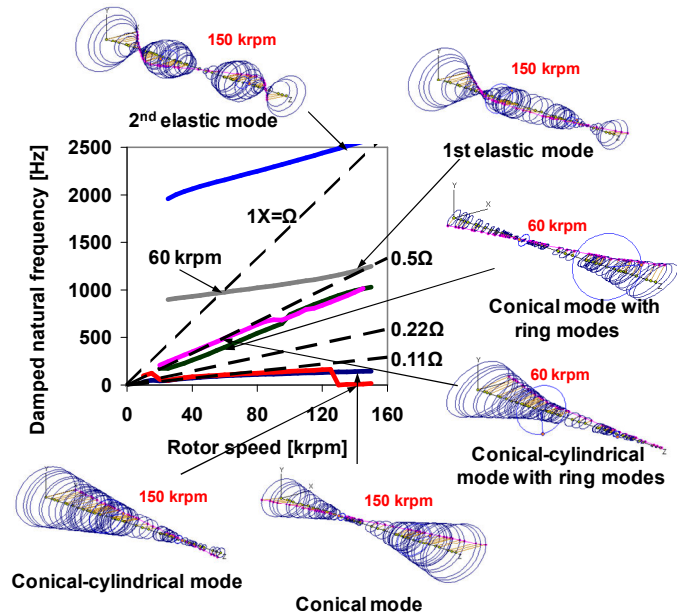 150 krpm
2nd elastic mode
150 krpm
1st elastic mode
Damped natural frequency [Hz]
2500
2000
1500
1000
500
0
0
40
80
120
160
Rotor speed [krpm]
1X=Ω
60 krpm
0.5Ω
0.22Ω
0.11Ω
Y
X
60 krpm
Z
Conical mode with
ring modes
60 krpm
Y
Z
Conical-cylindrical
mode with ring modes
Y
150 krpm
Z
Conical-cylindrical mode
Y
X
150 krpm
Z
Conical mode